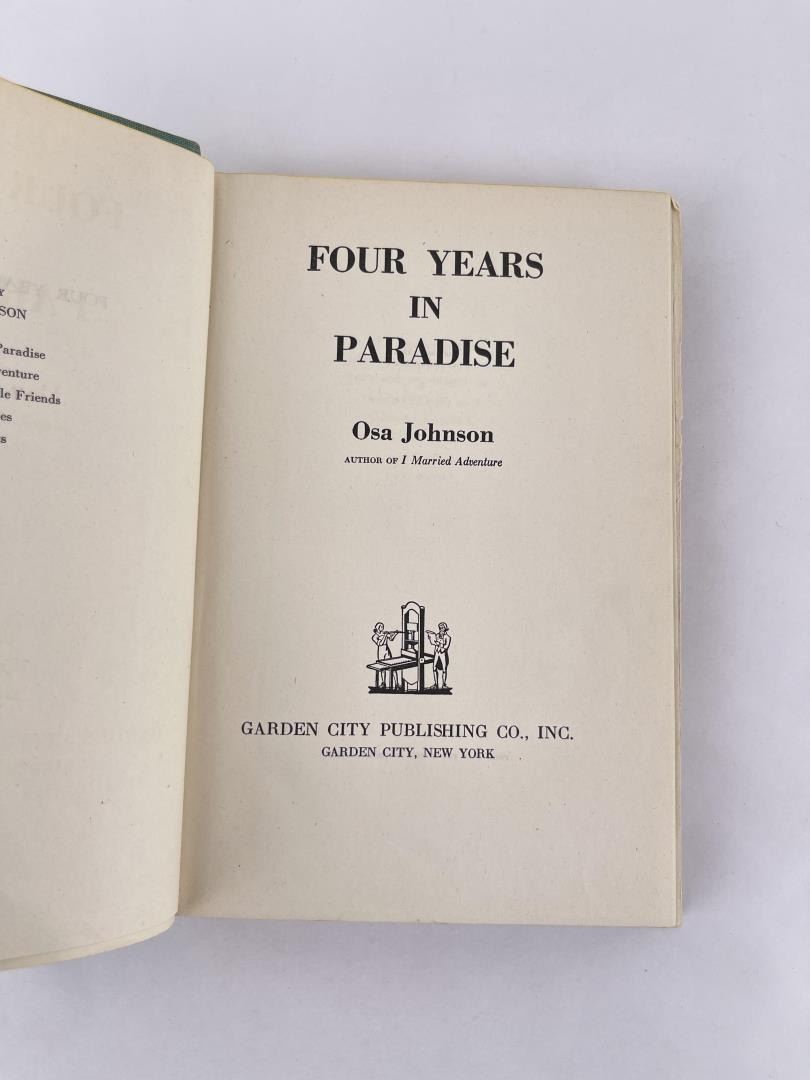 Y
SON
Paradise
venture
le Friends
es
ts
FOUR YEARS
IN
PARADISE
Osa Johnson
AUTHOR OF I Married Adventure
GARDEN CITY PUBLISHING CO., INC.
GARDEN CITY, NEW YORK